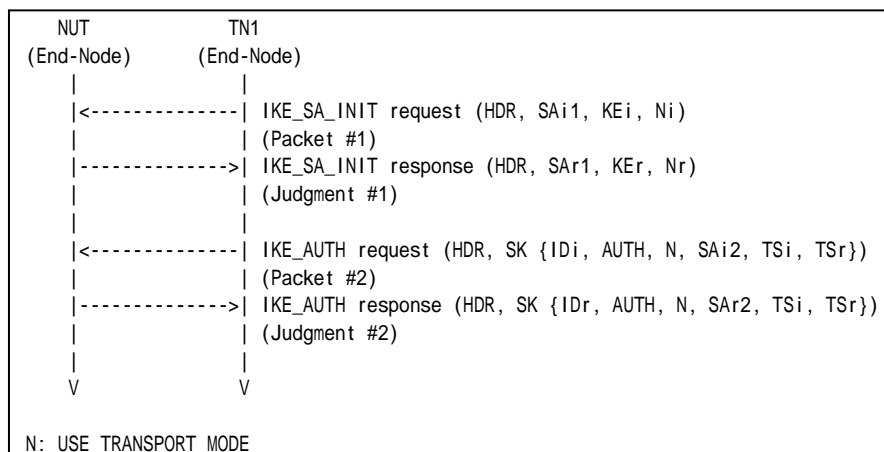 NUT TN1
(End-Node) (End-Node)
| |
|<--------------| IKE_SA_INIT request (HDR, SAi1, KEi, Ni)
| | (Packet #1)
|-------------->| IKE_SA_INIT response (HDR, SAr1, KEr, Nr)
| | (Judgment #1)
| |
|<--------------| IKE_AUTH request (HDR, SK {IDi, AUTH, N, SAi2, TSi, TSr})
| | (Packet #2)
|-------------->| IKE_AUTH response (HDR, SK {IDr, AUTH, N, SAr2, TSi, TSr})
| | (Judgment #2)
| |
V V
N: USE TRANSPORT MODE